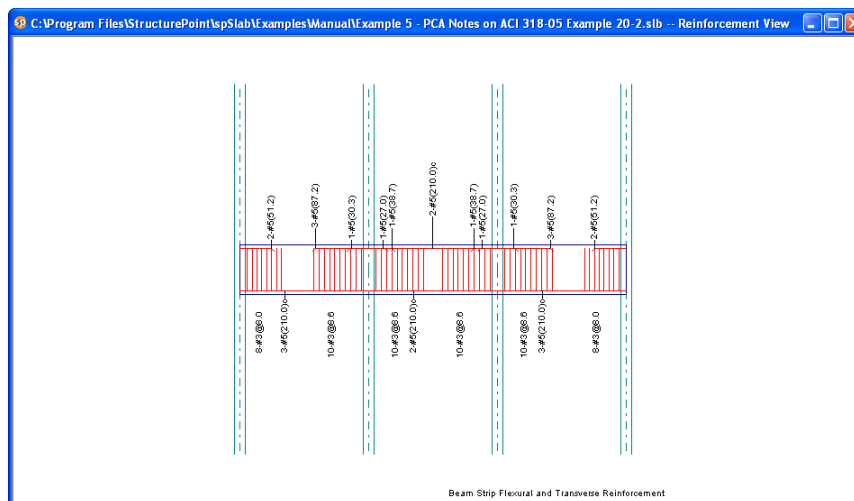 C:\Program Files\StructurePoint\spSlab\Examples\Manual\Example 5 - PCA Notes on ACI 318-05 Example 20-2.slb -- Reinforcement View
2-#5(51.2)
3-#5(87.2)
1-#5(30.3)
1-#5(27.0)
1-#5(38.7)
2-#5(210.0)c
1-#5(38.7)
1-#5(27.0)
1-#5(30.3)
3-#5(87.2)
2-#5(51.2)
8-#3@8.0
3-#5(210.0)c
10-#3@8.6
10-#3@8.6
2-#5(210.0)c
10-#3@8.6
10-#3@8.6
3-#5(210.0)c
8-#3@8.0
Beam Strip Flexural and Transverse Reinforcement